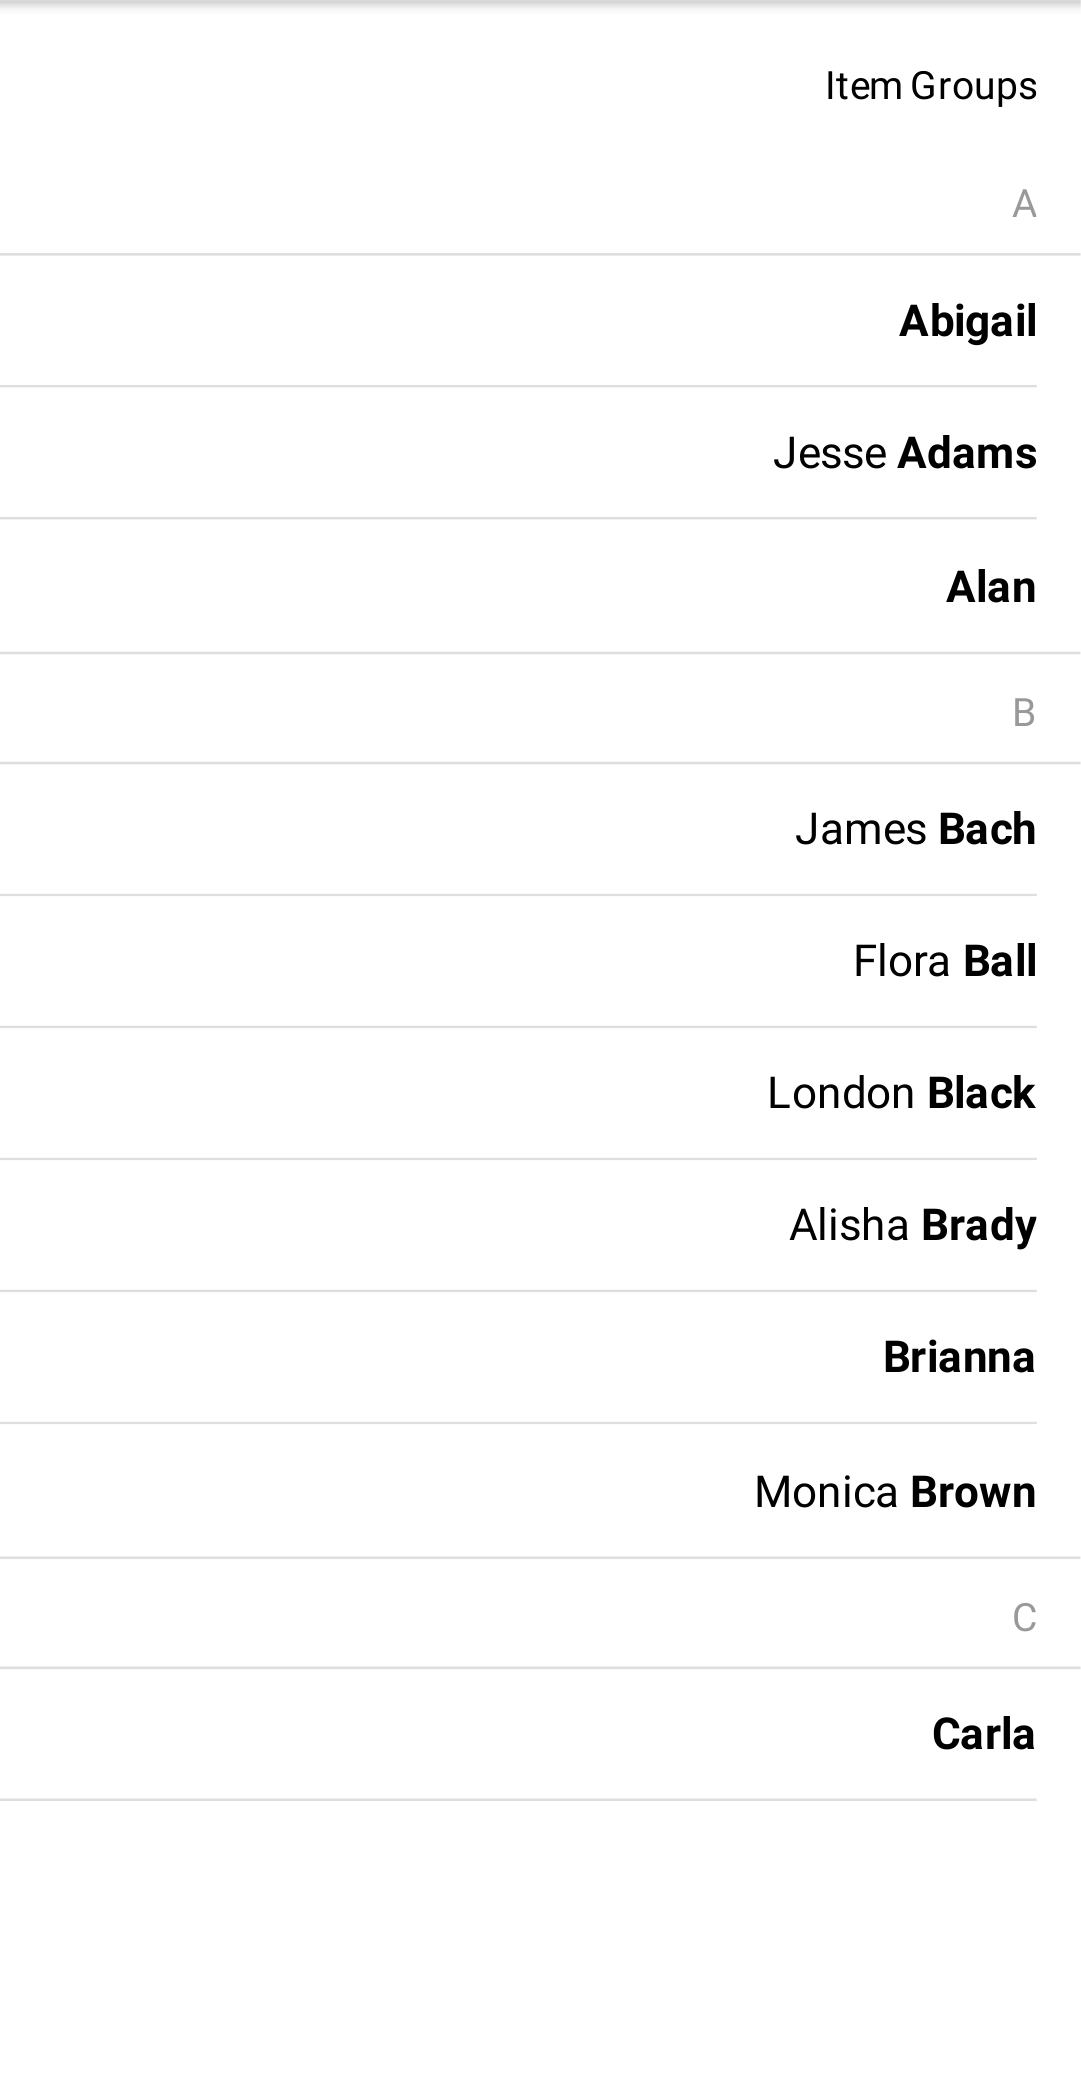 Item Groups
A
Abigail
Jesse Adams
Alan
B
James Bach
Flora Ball
London Black
Alisha Brady
Brianna
Monica Brown
C
Carla